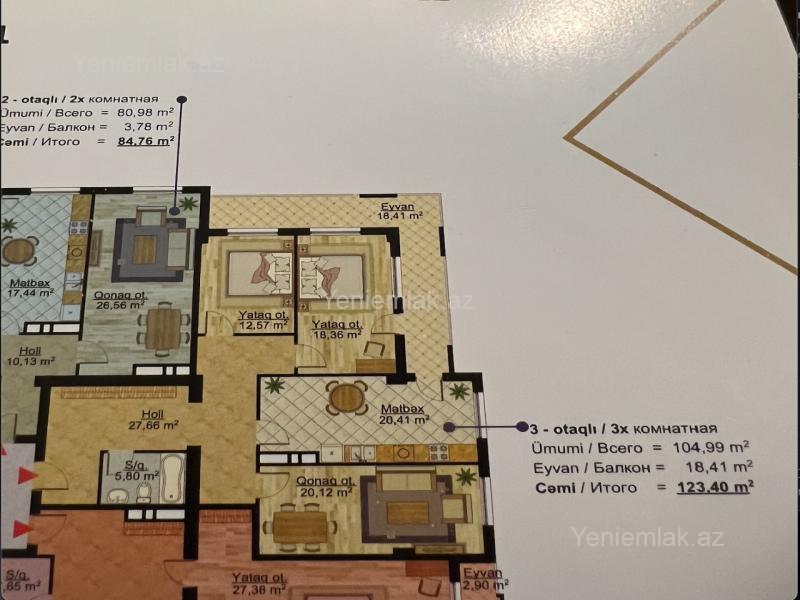 Yeniemlak.az
2 - otaqlı / 2х комнатная
Ümumi / Всего = 80,98 m²
Eyvan / Балкон = 3,78 m²
Cəmi / Итого = 84,76 m²
Eyvan
18,41 m²
Mətbəx
17,44 m²
Qonaq ot.
26,56 m²
Yataq ot.
12,57 m²
Yataq ot.
18,36 m²
Yeniemlak.az
Holl
10,13 m²
Holl
27,66 m²
Mətbəx
20,41 m²
3 - otaqlı / 3х комнатная
Ümumi / Всего = 104,99 m²
Eyvan / Балкон = 18,41 m²
Cəmi / Итого = 123,40 m²
S/q.
5,80 m²
Qonaq ot.
20,12 m²
Yeniemlak.az
S/q.
,65 m²
Yataq ot.
27,38 m²
Eyvan
2,90 m²